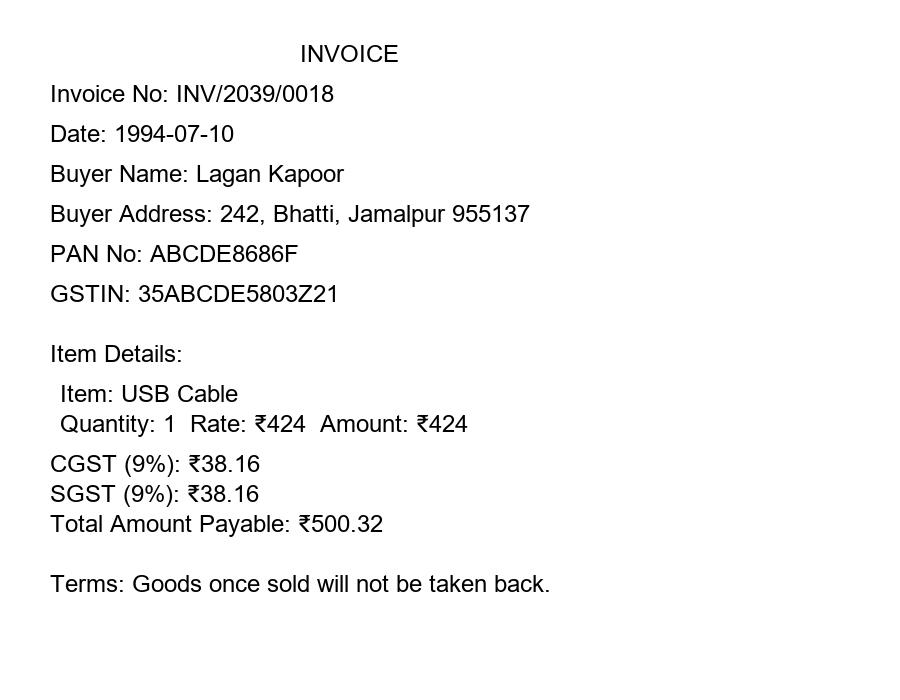 INVOICE
Invoice No: INV/2039/0018
Date: 1994-07-10
Buyer Name: Lagan Kapoor
Buyer Address: 242, Bhatti, Jamalpur 955137
PAN No: ABCDE8686F
GSTIN: 35ABCDE5803Z21
Item Details:
Item: USB Cable
Quantity: 1  Rate: ₹424  Amount: ₹424
CGST (9%): ₹38.16
SGST (9%): ₹38.16
Total Amount Payable: ₹500.32
Terms: Goods once sold will not be taken back.